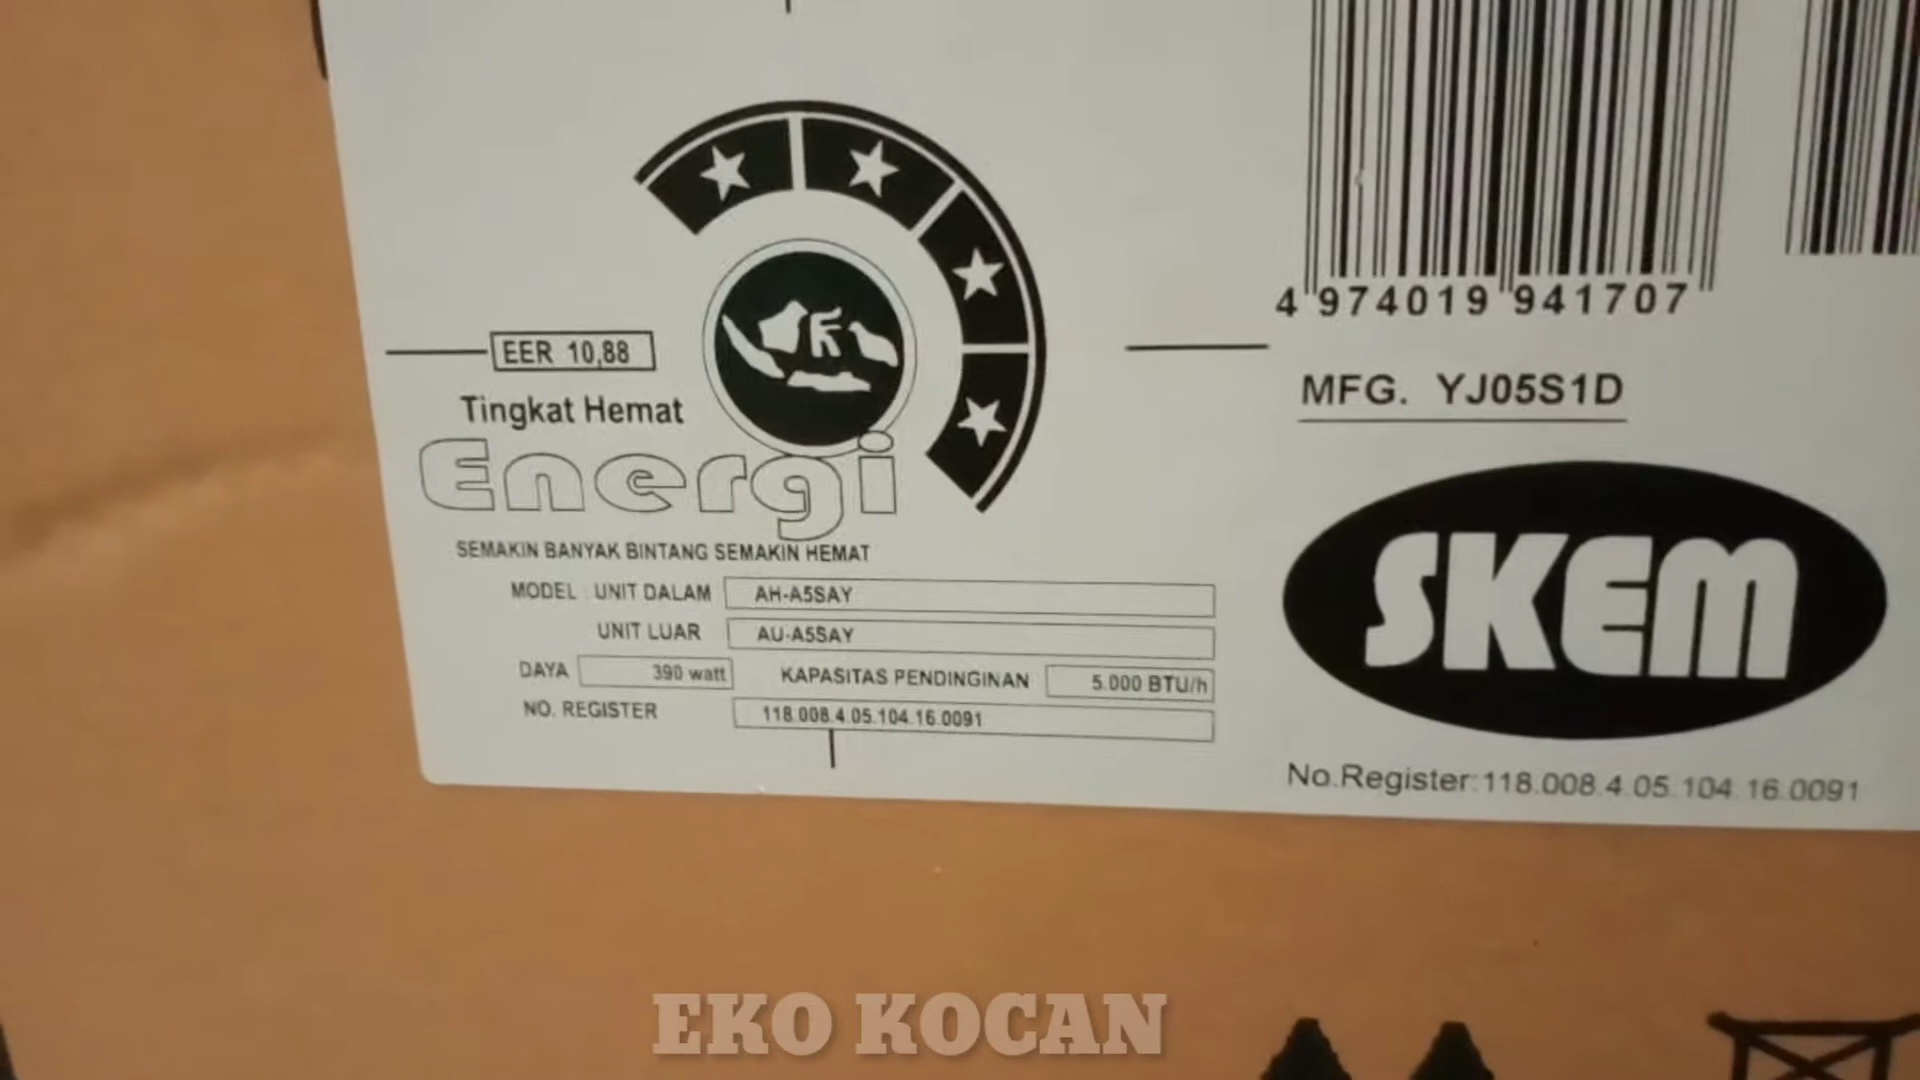 EER 10,88
Tingkat Hemat
Energi
SEMAKIN BANYAK BINTANG SEMAKIN HEMAT
MODEL : UNIT DALAM AH-A5SAY
UNIT LUAR AU-A5SAY
DAYA 390 watt KAPASITAS PENDINGINAN 5.000 BTU/h
NO. REGISTER 118.008.4.05.104.16.0091
4 974019 941707
MFG. YJ05S1D
SKEM
No.Register:118.008.4.05.104.16.0091
EKO KOCAN